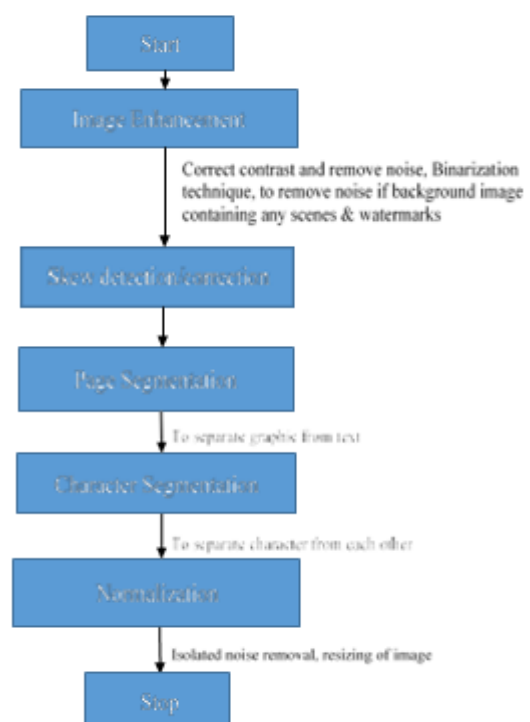 Start
Image Enhancement
Correct contrast and remove noise, Binarization
technique, to remove noise if background image
containing any scenes & watermarks
Skew detection/correction
Page Segmentation
To separate graphic from text
Character Segmentation
To separate character from each other
Normalization
Isolated noise removal, resizing of image
Stop